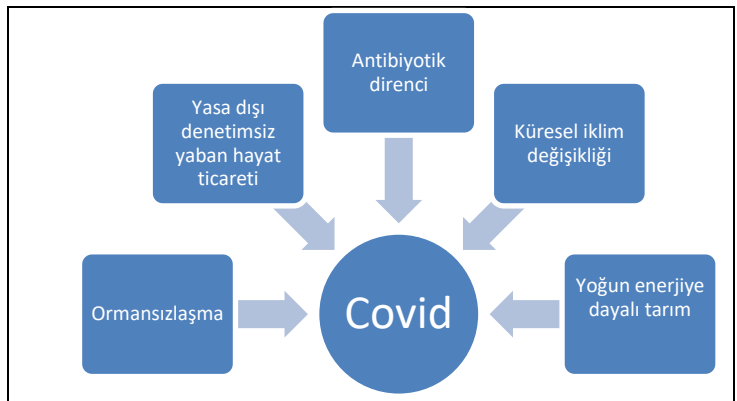 Antibiyotik
direnci
Yasa dışı
denetimsiz
yaban hayat
ticareti
Küresel iklim
değişikliği
Ormansızlaşma
Covid
Yoğun enerjiye
dayalı tarım